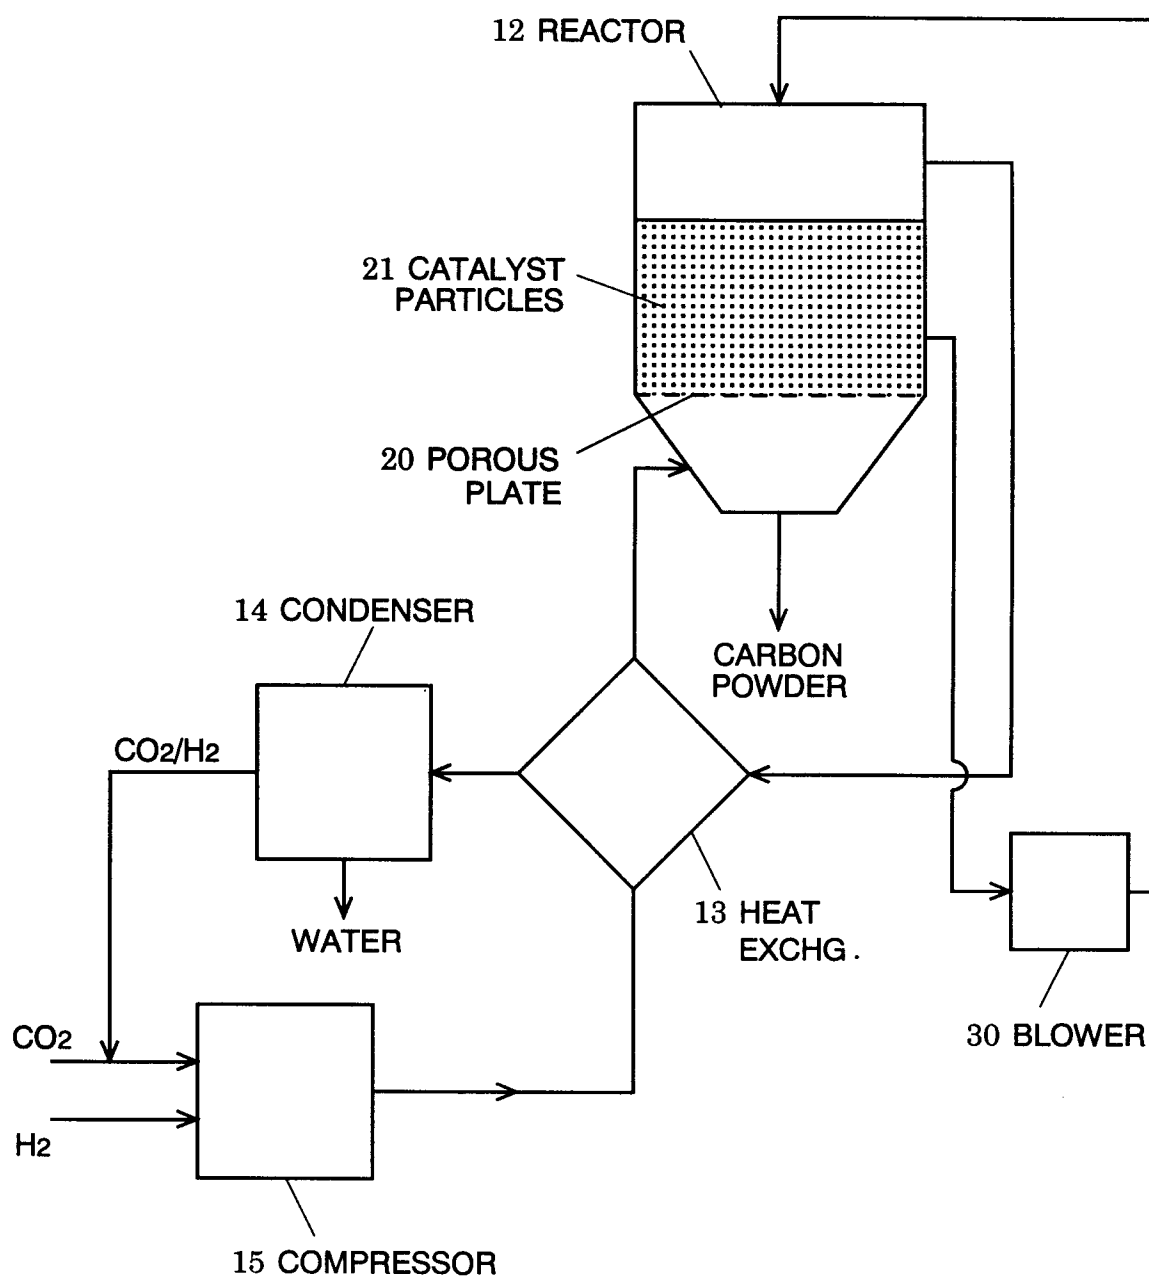 12 REACTOR
21 CATALYST
PARTICLES
20 POROUS
PLATE
14 CONDENSER
CARBON
POWDER
CO2/H2
13 HEAT
EXCHG.
WATER
CO2
30 BLOWER
H2
15 COMPRESSOR